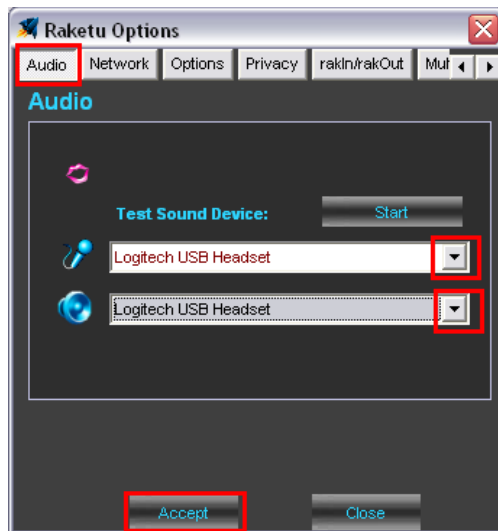 Raketu Options
Audio Network Options Privacy rakIn/rakOut
Audio
Test Sound Device: Start
Logitech USB Headset
Logitech USB Headset
Accept Close